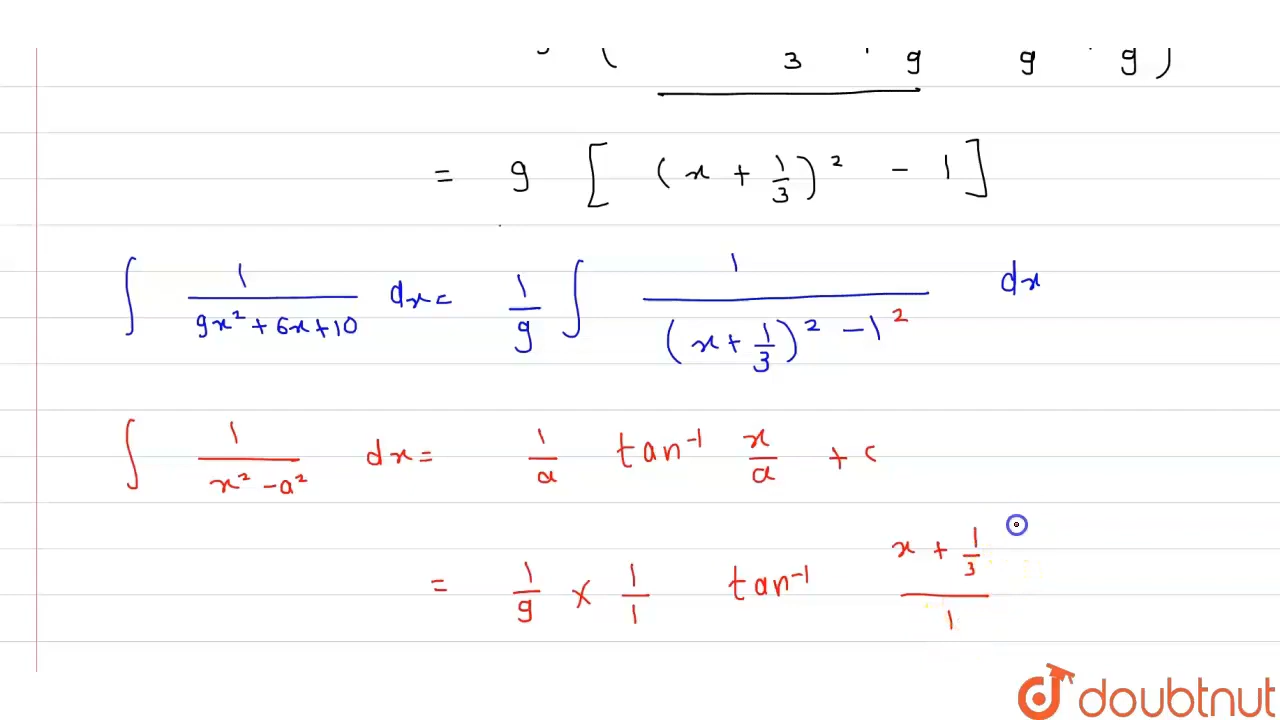 3 9 9 9 )
= 9 [ (x + 1/3)² - 1 ]
∫ 1/(9x² + 6x + 10) dx = 1/9 ∫ 1/((x + 1/3)² - 1²) dx
∫ 1/(x² - a²) dx = 1/a tan⁻¹ x/a + c
= 1/9 × 1/1 tan⁻¹ (x + 1/3)/1
doubtnut